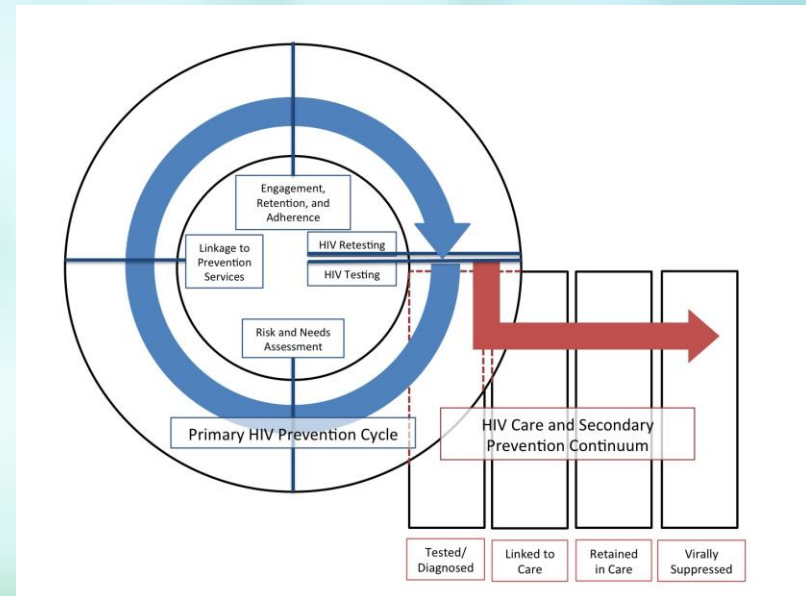 Engagement,
Retention, and
Adherence
HIV Retesting
Linkage to
Prevention
Services
HIV Testing
Risk and Needs
Assessment
Primary HIV Prevention Cycle
HIV Care and Secondary
Prevention Continuum
Tested/
Diagnosed
Linked to
Care
Retained
in Care
Virally
Suppressed